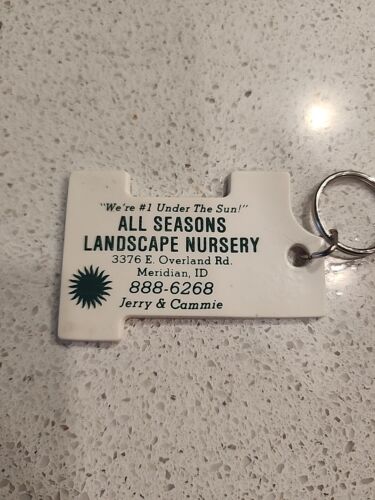 "We're #1 Under The Sun!"
ALL SEASONS
LANDSCAPE NURSERY
3376 E. Overland Rd.
Meridian, ID
888-6268
Jerry & Cammie